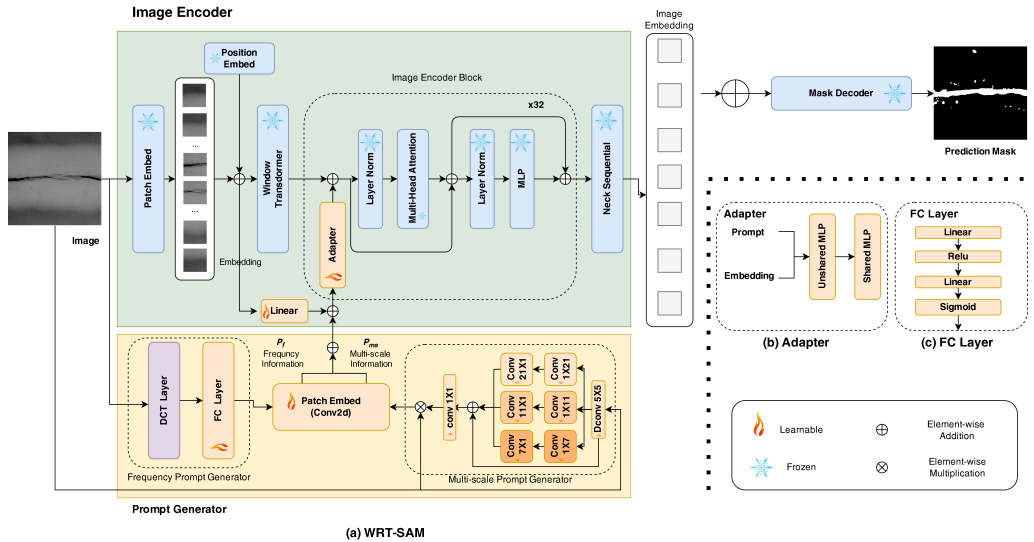 Image Encoder
Image
Embedding
Position
Embed
Image Encoder Block
x32
Patch Embed
...
...
Embedding
Window
Transdormer
Layer Norm
Multi-Head Attention
Layer Norm
MLP
Neck Sequential
Adapter
Linear
Image
Mask Decoder
Prediction Mask
Pf
Frequncy
Information
Pms
Multi-scale
Information
DCT Layer
FC Layer
Frequency Prompt Generator
Patch Embed
(Conv2d)
conv 1X1
Conv
21X1
Conv
1X21
Conv
11X1
Conv
1X11
Conv
7X1
Conv
1X7
Dconv 5X5
Multi-scale Prompt Generator
Prompt Generator
(a) WRT-SAM
Adapter
Prompt
Embedding
Unshared MLP
Shared MLP
(b) Adapter
FC Layer
Linear
Relu
Linear
Sigmoid
(c) FC Layer
Learnable
Element-wise
Addition
Frozen
Element-wise
Multiplication